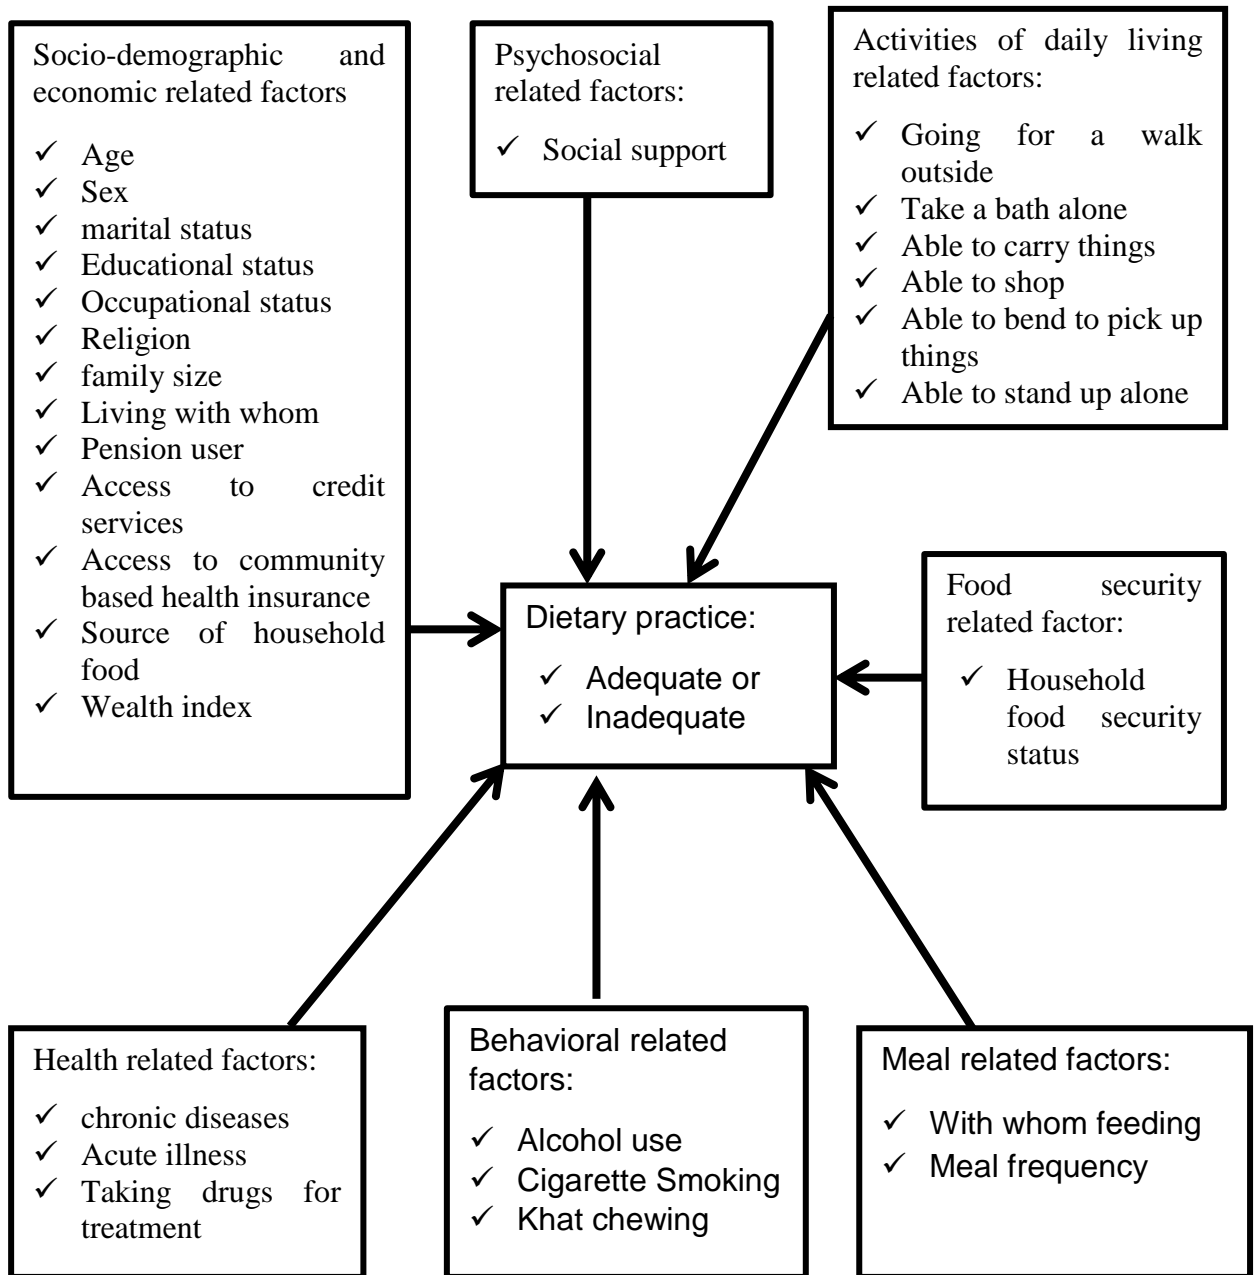 Socio-demographic and
economic related factors
✓ Age
✓ Sex
✓ marital status
✓ Educational status
✓ Occupational status
✓ Religion
✓ family size
✓ Living with whom
✓ Pension user
✓ Access to credit
services
✓ Access to community
based health insurance
✓ Source of household
food
✓ Wealth index
Psychosocial
related factors:
✓ Social support
Activities of daily living
related factors:
✓ Going for a walk
outside
✓ Take a bath alone
✓ Able to carry things
✓ Able to shop
✓ Able to bend to pick up
things
✓ Able to stand up alone
Dietary practice:
✓ Adequate or
✓ Inadequate
Food security
related factor:
✓ Household
food security
status
Health related factors:
✓ chronic diseases
✓ Acute illness
✓ Taking drugs for
treatment
Behavioral related
factors:
✓ Alcohol use
✓ Cigarette Smoking
✓ Khat chewing
Meal related factors:
✓ With whom feeding
✓ Meal frequency